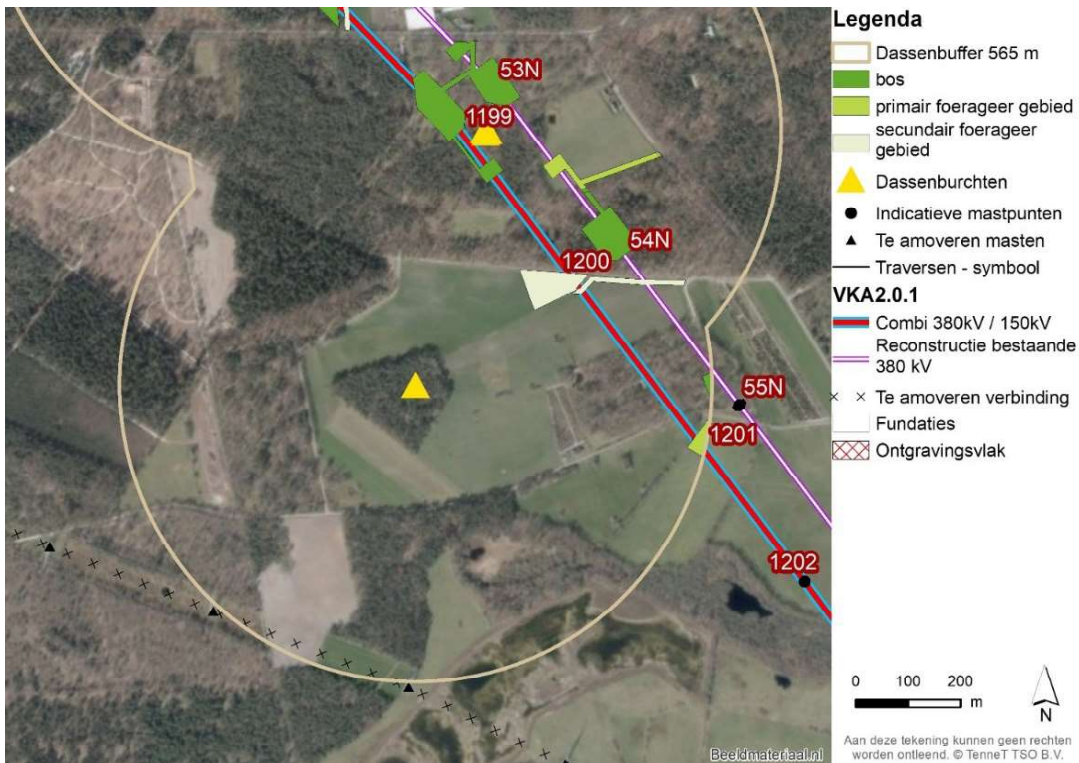 53N
1199
54N
1200
55N
1201
1202
Beeldmateriaal.nl
Legenda
Dassenbuffer 565 m
bos
primair foerageer gebied
secundair foerageer
gebied
Dassenburchten
Indicatieve mastpunten
Te amoveren masten
Traversen - symbool
VKA2.0.1
Combi 380kV / 150kV
Reconstructie bestaande
380 kV
Te amoveren verbinding
Fundaties
Ontgravingsvlak
0 100 200
m
N
Aan deze tekening kunnen geen rechten
worden ontleend. © TenneT TSO B.V.